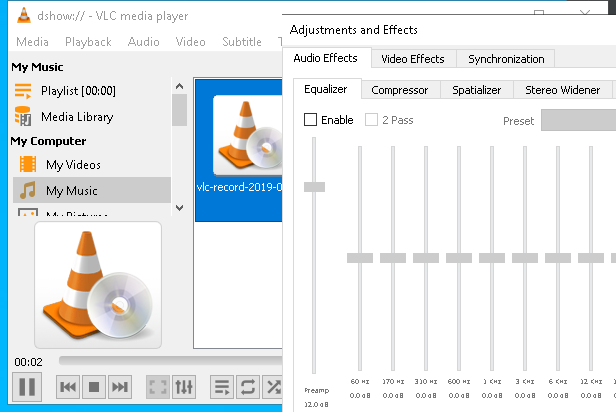 dshow:// - VLC media player
Media Playback Audio Video Subtitle
My Music
Playlist [00:00]
Media Library
My Computer
My Videos
My Music
My Pictures
vlc-record-2019-0
00:02
Adjustments and Effects
Audio Effects Video Effects Synchronization
Equalizer Compressor Spatializer Stereo Widener
Enable 2 Pass Preset
60 Hz 170 Hz 310 Hz 600 Hz 1 KHz 3 KHz 6 KHz 12 KHz
Preamp 0.0 dB 0.0 dB 0.0 dB 0.0 dB 0.0 dB 0.0 dB 0.0 dB 0.0 dB
12.0 dB